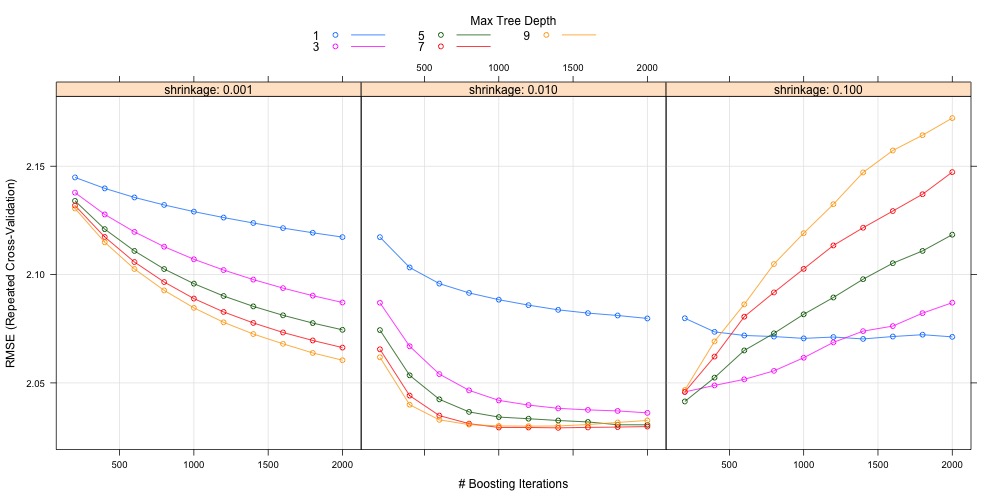 Max Tree Depth
1 5 9
3 7
500 1000 1500 2000
shrinkage: 0.001 shrinkage: 0.010 shrinkage: 0.100
2.15
2.10
2.05
RMSE (Repeated Cross-Validation)
500 1000 1500 2000 500 1000 1500 2000
# Boosting Iterations